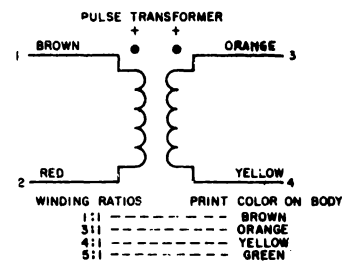 PULSE TRANSFORMER
+ +
1 BROWN ORANGE 3
2 RED YELLOW 4
WINDING RATIOS PRINT COLOR ON BODY
1:1 ---------- BROWN
3:1 ---------- ORANGE
4:1 ---------- YELLOW
5:1 ---------- GREEN